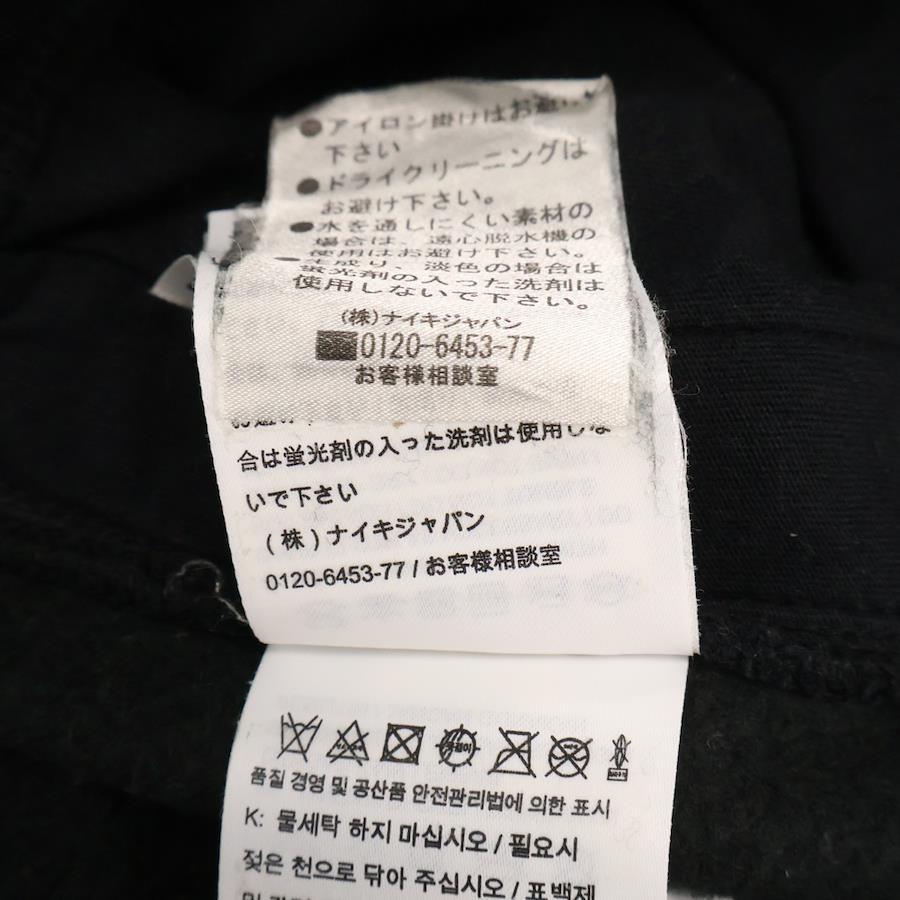 ●アイロン掛けはお避け
下さい
●ドライクリーニングは
お避け下さい。
●水を通しにくい素材の
場合は、遠心脱水機の
使用はお避け下さい。
●生成り、淡色の場合は
蛍光剤の入った洗剤は
使用しないで下さい。
(株)ナイキジャパン
0120-6453-77
お客様相談室
合は蛍光剤の入った洗剤は使用しな
いで下さい
(株)ナイキジャパン
0120-6453-77 / お客様相談室
품질 경영 및 공산품 안전관리법에 의한 표시
K: 물세탁 하지 마십시오 / 필요시
젖은 천으로 닦아 주십시오 / 표백제